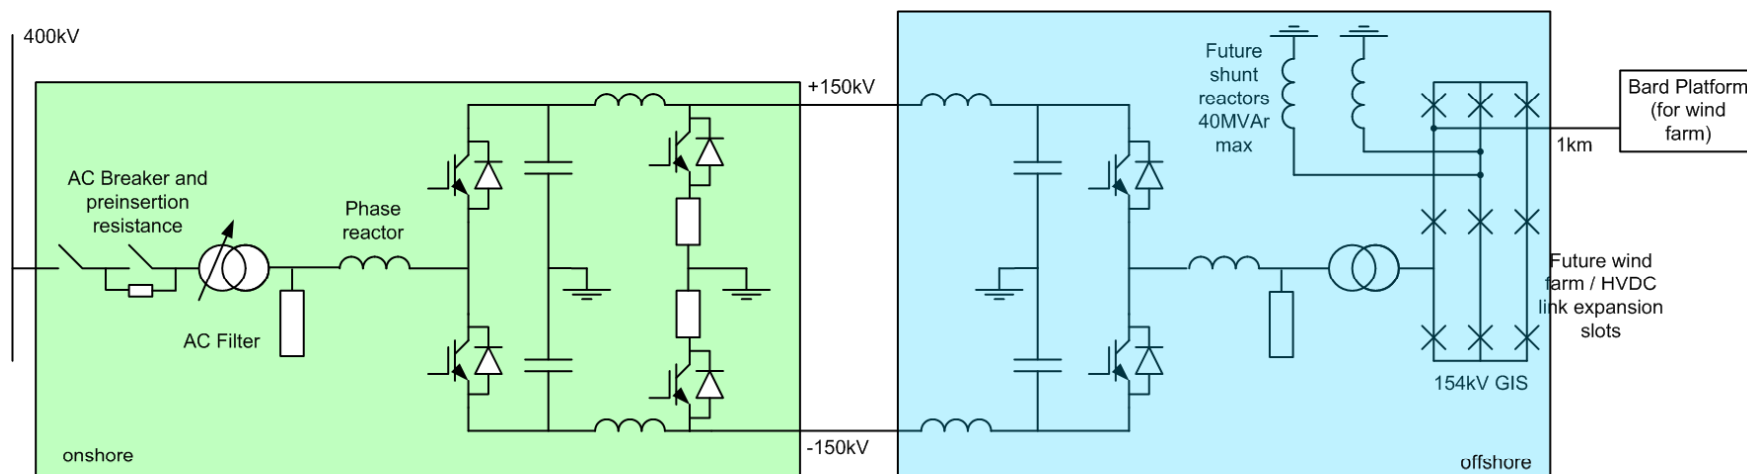 400kV
AC Breaker and
preinsertion
resistance
AC Filter
Phase
reactor
onshore
+150kV
-150kV
Future
shunt
reactors
40MVAr
max
1km
Bard Platform
(for wind
farm)
Future wind
farm / HVDC
link expansion
slots
154kV GIS
offshore